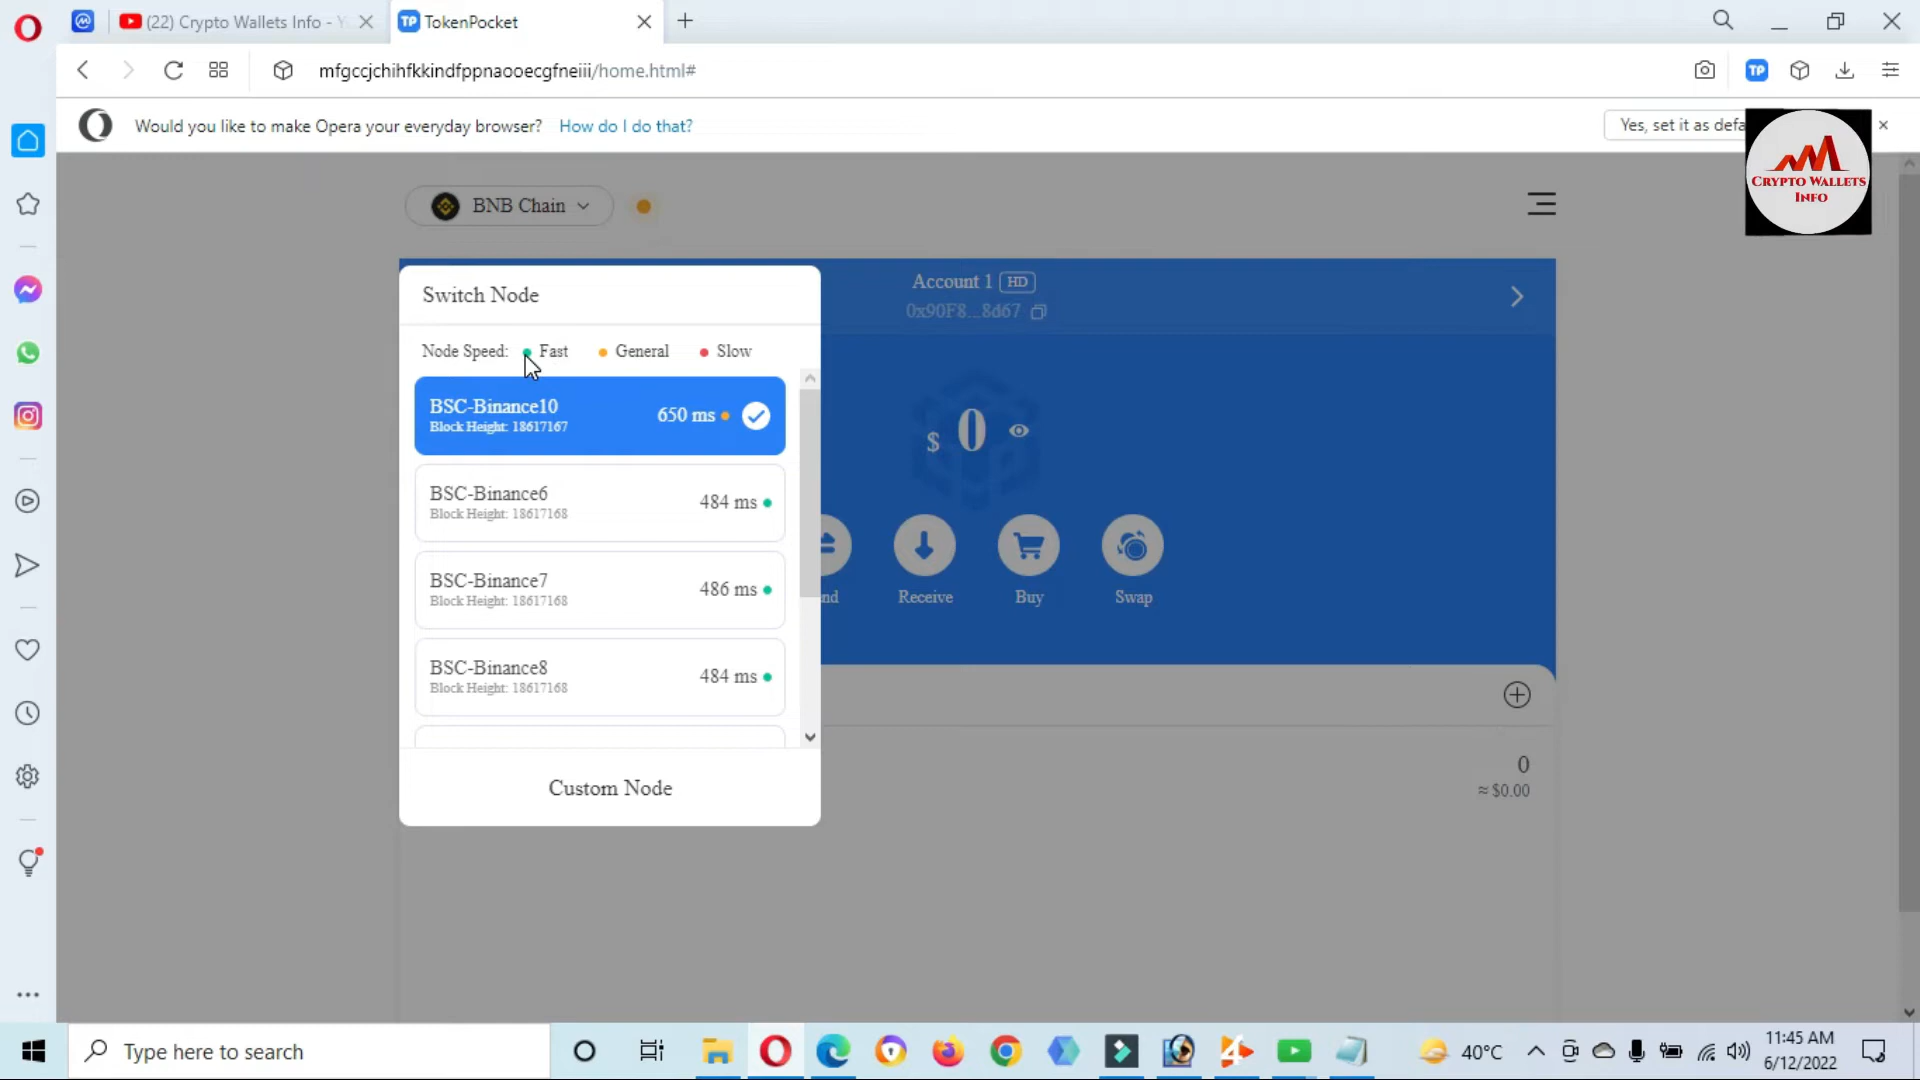 (22) Crypto Wallets Info - Y
TokenPocket
mfgccjchihfkkindfppnaooecgfneiii/home.html#
TP
Would you like to make Opera your everyday browser? How do I do that?
Yes, set it as defa
CRYPTO WALLETS
INFO
BNB Chain
Account 1 HD
0x90F8...8d67
Switch Node
Node Speed: Fast General Slow
BSC-Binance10
Block Height: 18617167
650 ms
BSC-Binance6
Block Height: 18617168
484 ms
BSC-Binance7
Block Height: 18617168
486 ms
BSC-Binance8
Block Height: 18617168
484 ms
Custom Node
$ 0
nd
Receive
Buy
Swap
0
≈ $0.00
Type here to search
40°C
11:45 AM
6/12/2022